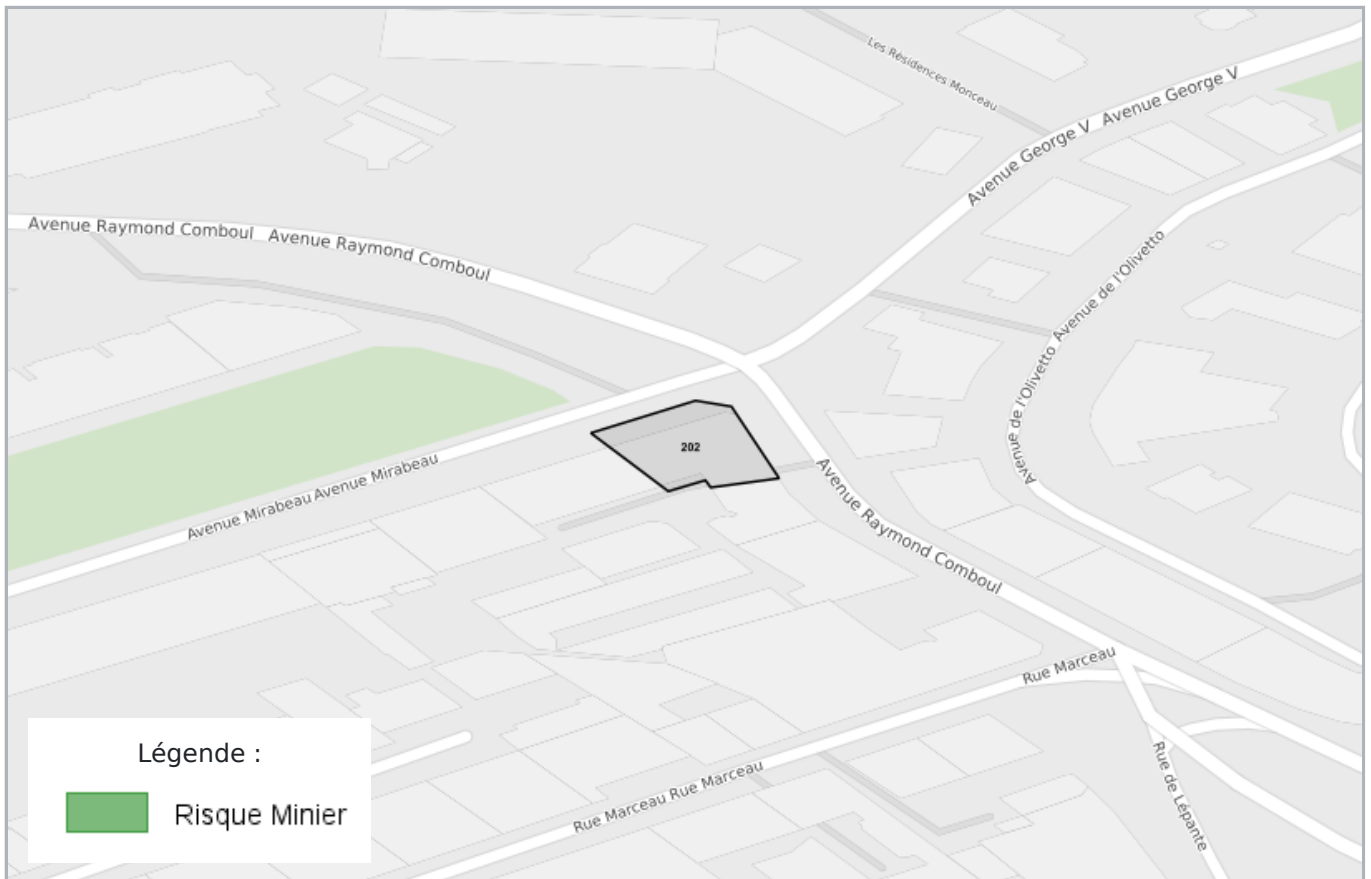 Les Résidences Monceau
Avenue George V Avenue George V
Avenue Raymond Comboul Avenue Raymond Comboul
Avenue de l'Olivetto Avenue de l'Olivetto
202
Avenue Mirabeau Avenue Mirabeau
Avenue Raymond Comboul
Rue Marceau
Rue Marceau Rue Marceau
Rue de Lépante
Légende :
Risque Minier